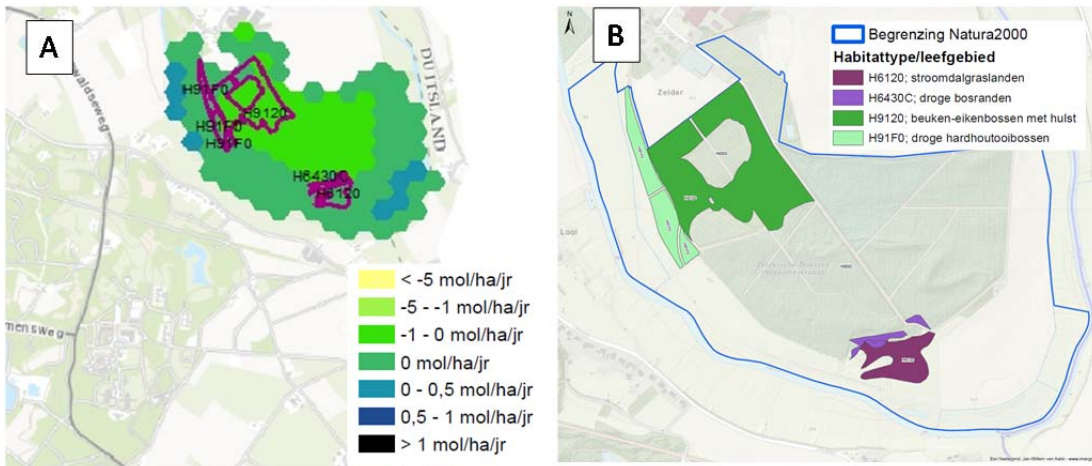 A
waldseweg
DUITSLAND
H91F0
H9120
H91F0
H91F0
H6430C
H6120
mensweg
< -5 mol/ha/jr
-5 - -1 mol/ha/jr
-1 - 0 mol/ha/jr
0 mol/ha/jr
0 - 0,5 mol/ha/jr
0,5 - 1 mol/ha/jr
> 1 mol/ha/jr
B
N
Begrenzing Natura2000
Habitattype/leefgebied
H6120; stroomdalgraslanden
H6430C; droge bosranden
H9120; beuken-eikenbossen met hulst
H91F0; droge hardhoutooibossen
Zelder
Looi